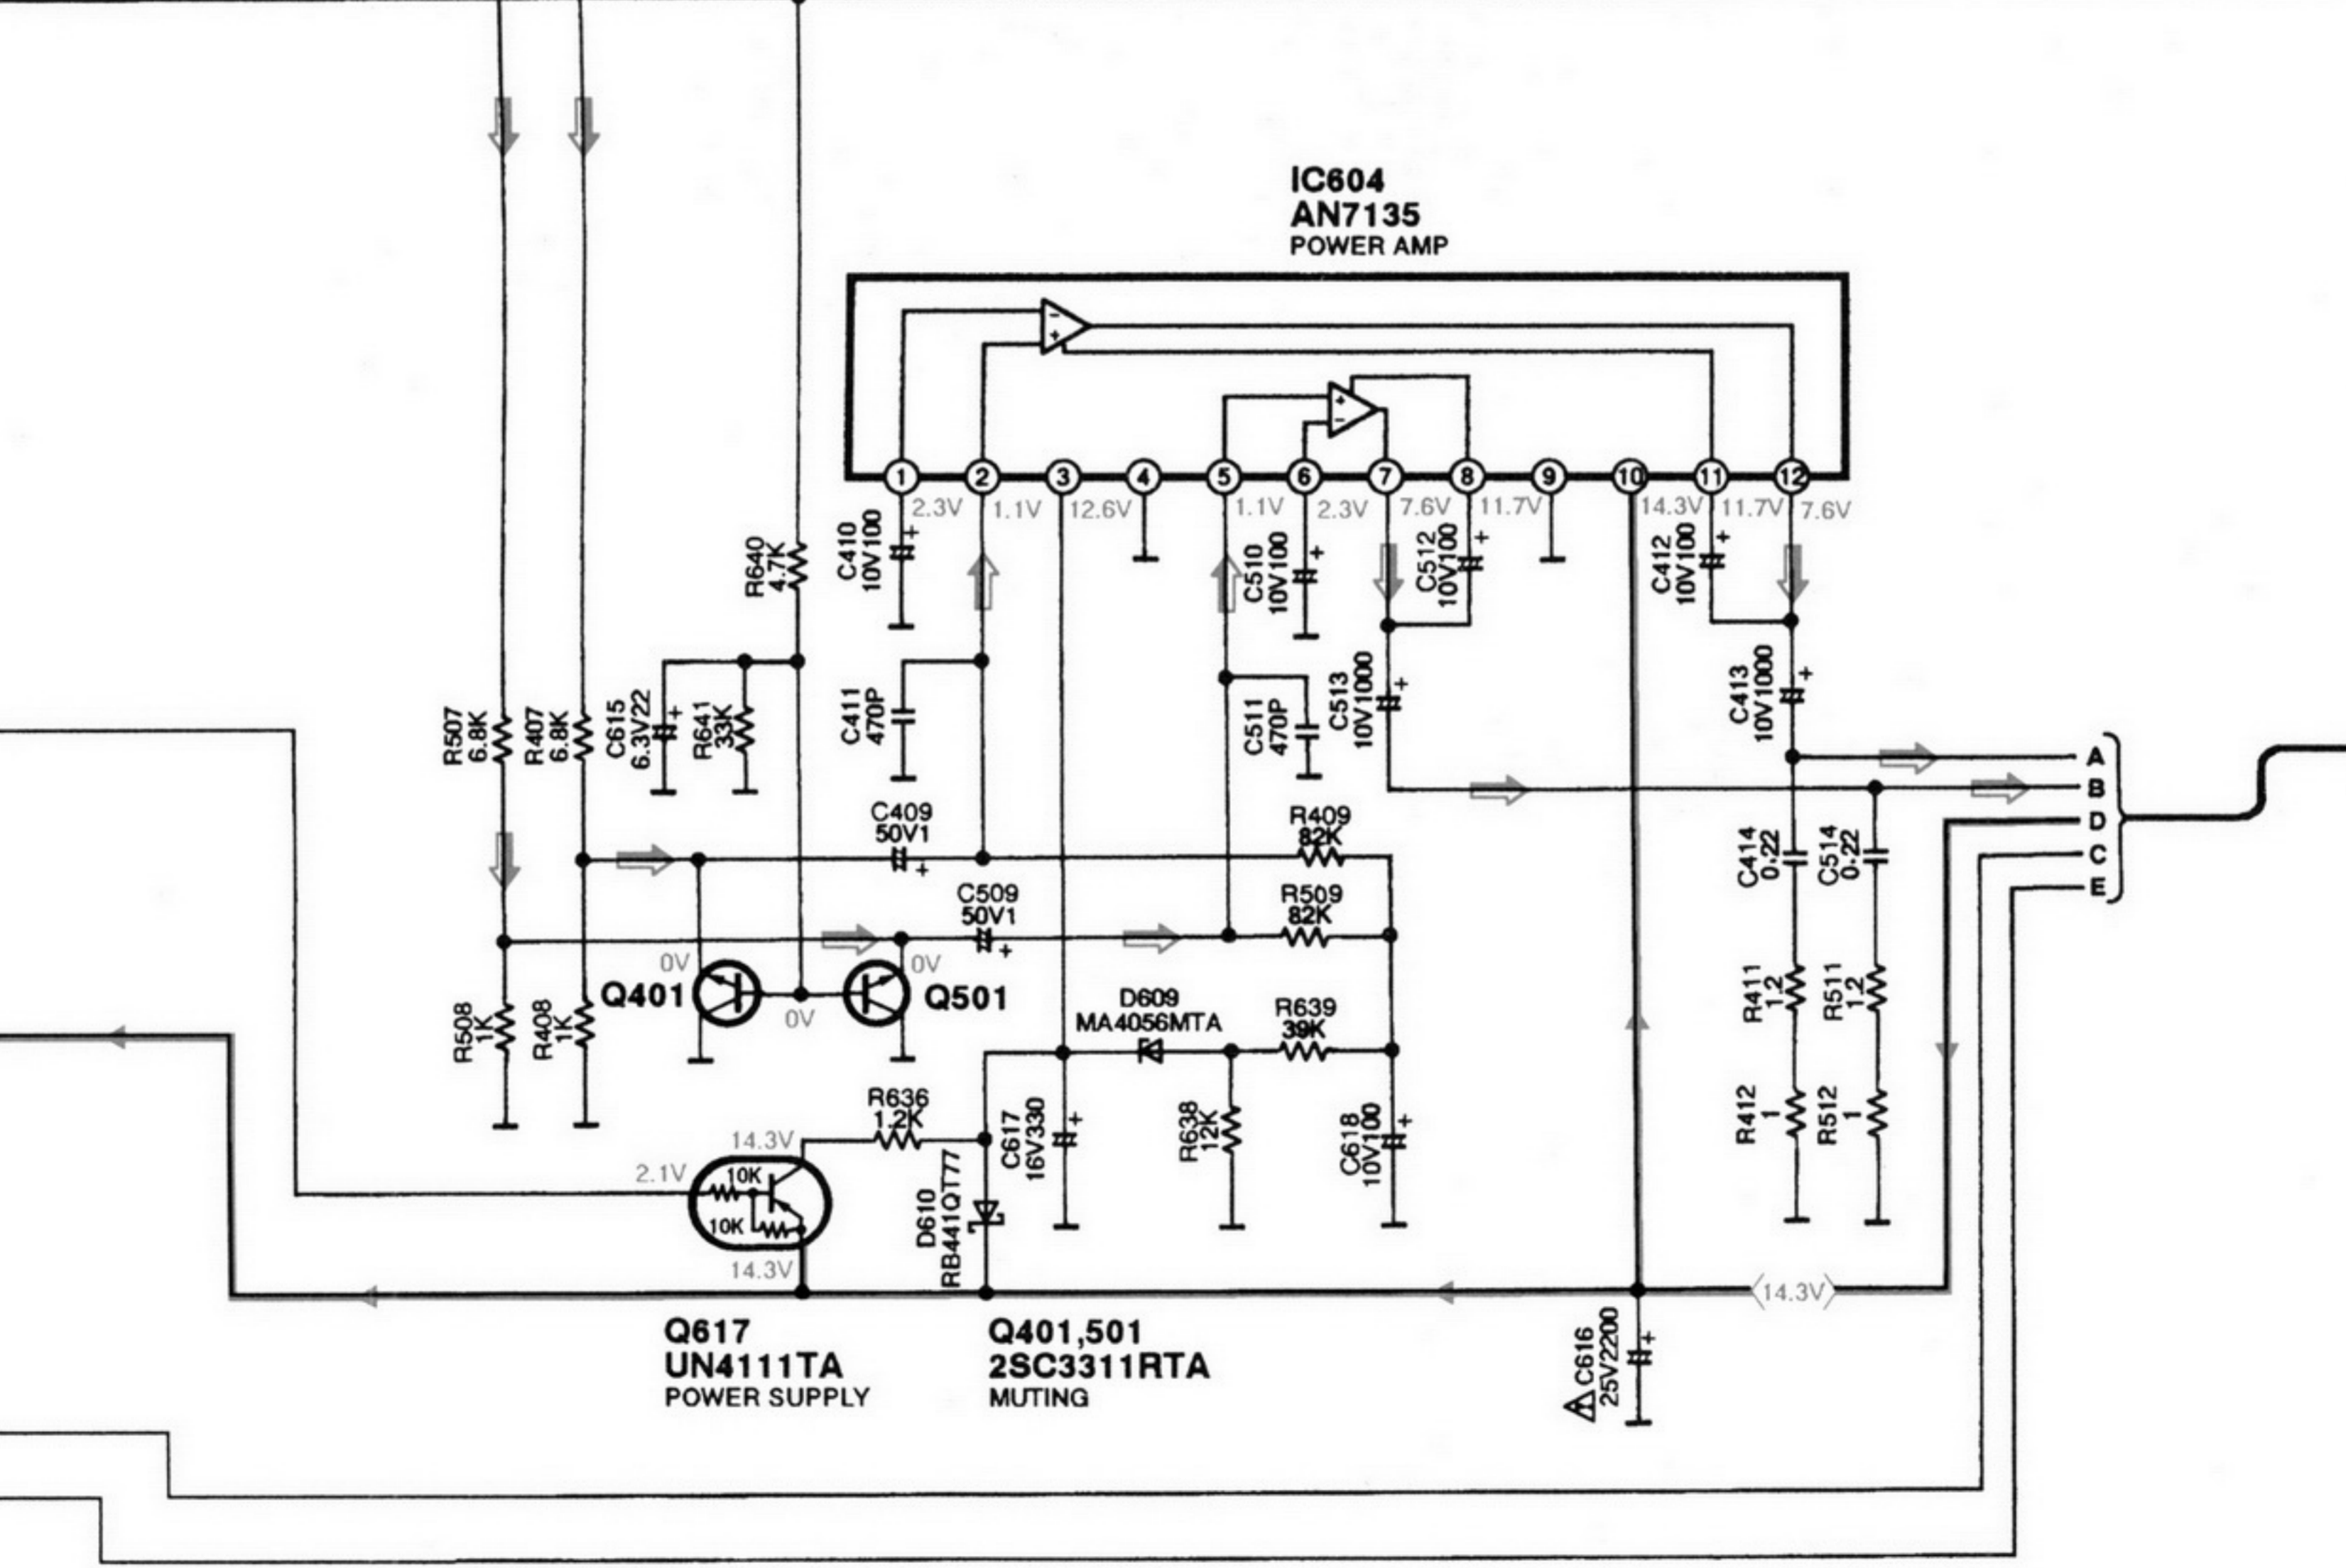 IC604
AN7135
POWER AMP
-
+
+
-
1
2
3
4
5
6
7
8
9
10
11
12
2.3V
1.1V
12.6V
1.1V
2.3V
7.6V
11.7V
14.3V
11.7V
7.6V
R640
4.7K
C410
10V100
+
C510
10V100
+
C512
10V100
+
C412
10V100
+
R507
6.8K
R407
6.8K
C615
6.3V22
+
R641
33K
C411
470P
C511
470P
C513
10V1000
+
C413
10V1000
+
A
B
D
C
E
C409
50V1
+
R409
82K
C414
0.22
C514
0.22
C509
50V1
+
R509
82K
0V
0V
Q401
Q501
0V
R508
1K
R408
1K
D609
MA4056MTA
R639
39K
R411
1.2
R511
1.2
R636
1.2K
14.3V
2.1V
10K
10K
14.3V
D610
RB441QT77
C617
16V330
+
R638
12K
C618
10V100
+
R412
1
R512
1
14.3V
Q617
UN4111TA
POWER SUPPLY
Q401,501
2SC3311RTA
MUTING
C616
25V2200
+